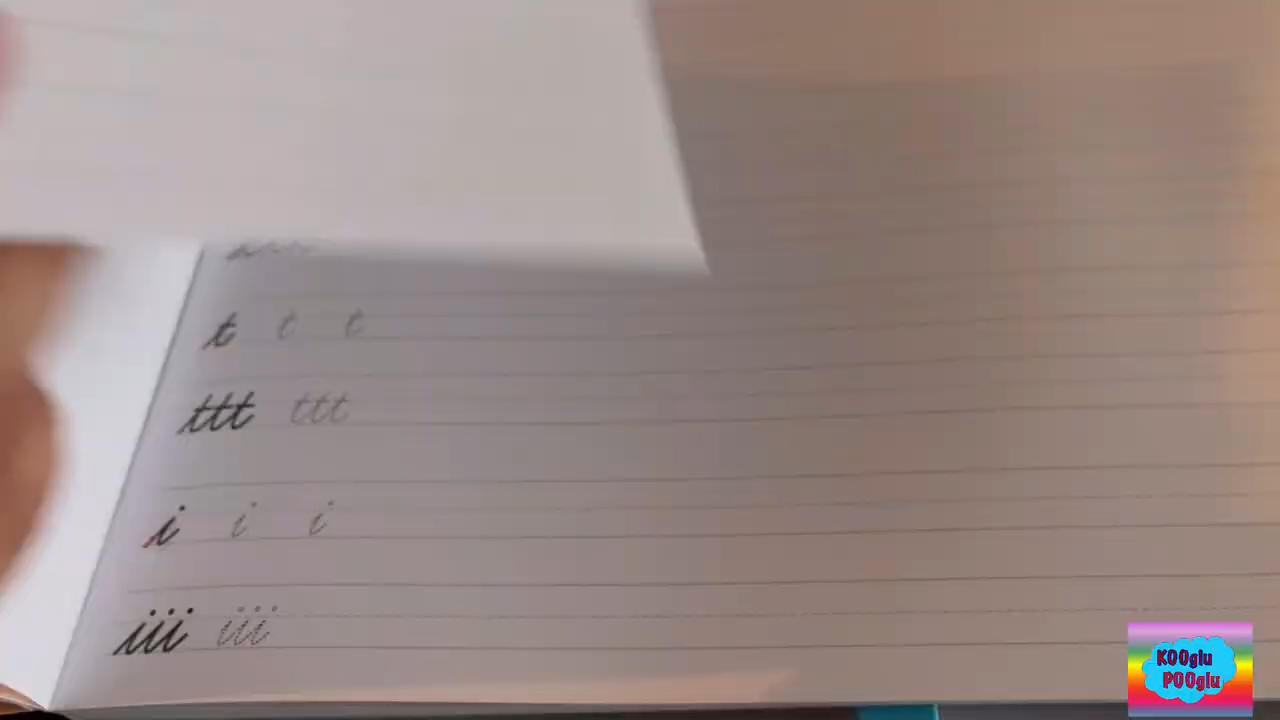 t t t
ttt ttt
i i i
iii iii
KOOglu
POOglu